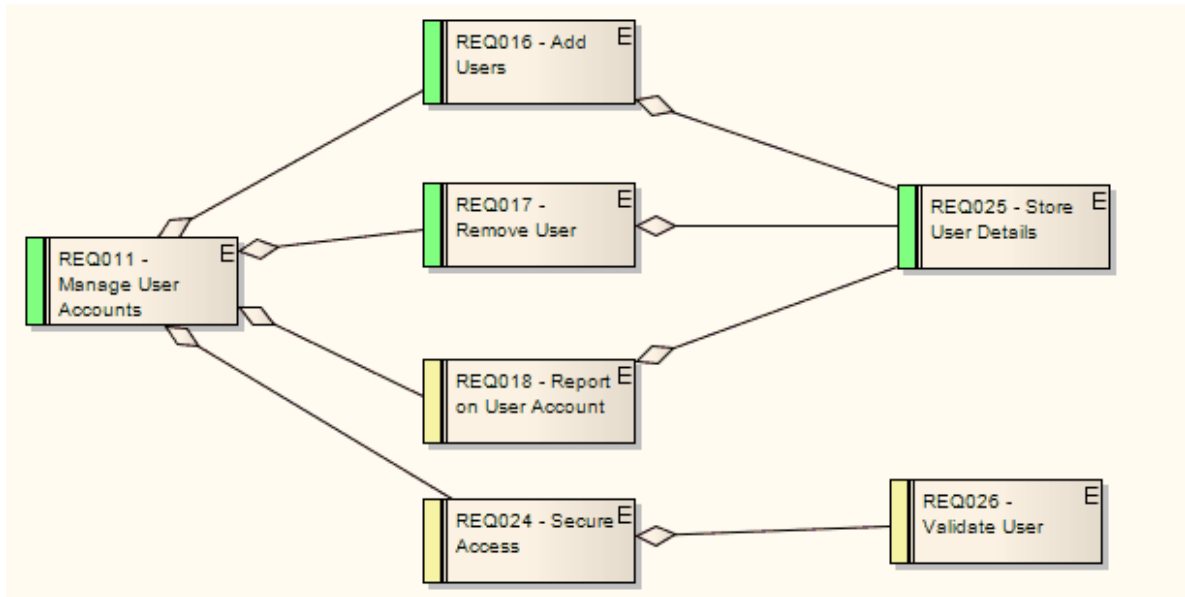 REQ016 - Add E
Users
REQ017 - E
Remove User
REQ025 - Store E
User Details
REQ011 - E
Manage User
Accounts
REQ018 - Report E
on User Account
REQ024 - Secure E
Access
REQ026 - E
Validate User